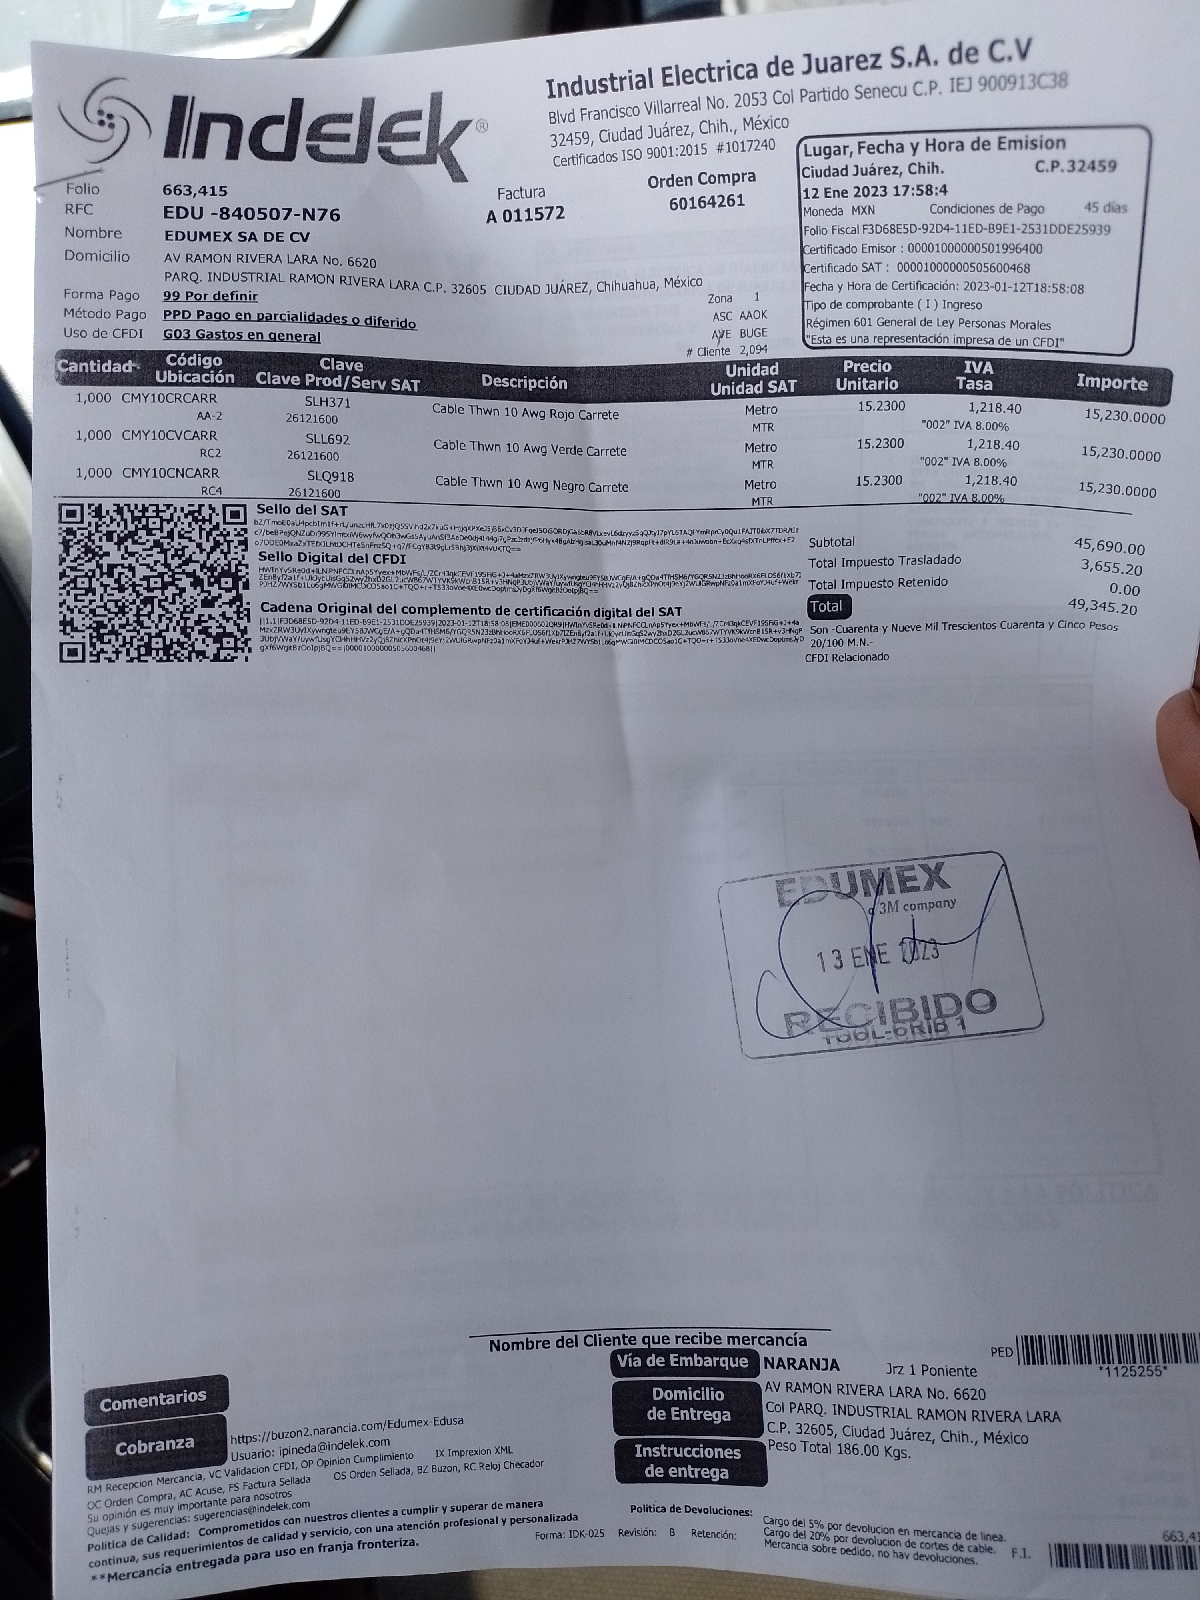 Indelek®
Industrial Electrica de Juarez S.A. de C.V
Blvd Francisco Villarreal No. 2053 Col Partido Senecu C.P. IEJ 900913C38
32459, Ciudad Juárez, Chih., México
Certificados ISO 9001:2015 #1017240
Folio 663,415
RFC EDU -840507-N76
Nombre EDUMEX SA DE CV
Domicilio AV RAMON RIVERA LARA No. 6620
PARQ. INDUSTRIAL RAMON RIVERA LARA C.P. 32605 CIUDAD JUÁREZ, Chihuahua, México
Forma Pago 99 Por definir
Método Pago PPD Pago en parcialidades o diferido
Uso de CFDI G03 Gastos en general
Factura
A 011572
Orden Compra
60164261
Zona 1
ASC AAOK
AYE BUGE
# Cliente 2,094
Lugar, Fecha y Hora de Emision
Ciudad Juárez, Chih. C.P.32459
12 Ene 2023 17:58:4
Moneda MXN Condiciones de Pago 45 días
Folio Fiscal F3D68E5D-92D4-11ED-B9E1-2531DDE25939
Certificado Emisor : 00001000000501996400
Certificado SAT : 00001000000505600468
Fecha y Hora de Certificación: 2023-01-12T18:58:08
Tipo de comprobante ( I ) Ingreso
Régimen 601 General de Ley Personas Morales
"Esta es una representación impresa de un CFDI"
Cantidad Código Ubicación Clave Clave Prod/Serv SAT Descripción Unidad Unidad SAT Precio Unitario IVA Tasa Importe
1,000 CMY10CRCARR SLH371 Cable Thwn 10 Awg Rojo Carrete Metro 15.2300 1,218.40 15,230.0000
AA-2 26121600 MTR "002" IVA 8.00%
1,000 CMY10CVCARR SLL692 Cable Thwn 10 Awg Verde Carrete Metro 15.2300 1,218.40 15,230.0000
RC2 26121600 MTR "002" IVA 8.00%
1,000 CMY10CNCARR SLQ918 Cable Thwn 10 Awg Negro Carrete Metro 15.2300 1,218.40 15,230.0000
RC4 26121600 MTR "002" IVA 8.00%
Sello del SAT
Sello Digital del CFDI
Cadena Original del complemento de certificación digital del SAT
Subtotal 45,690.00
Total Impuesto Trasladado 3,655.20
Total Impuesto Retenido 0.00
Total 49,345.20
Son -Cuarenta y Nueve Mil Trescientos Cuarenta y Cinco Pesos
20/100 M.N.-
CFDI Relacionado
EDUMEX
a 3M company
13 ENE 2023
RECIBIDO
TOOL-CRIB 1
Nombre del Cliente que recibe mercancía
Vía de Embarque NARANJA Jrz 1 Poniente
PED
*1125255*
Domicilio de Entrega
AV RAMON RIVERA LARA No. 6620
Col PARQ. INDUSTRIAL RAMON RIVERA LARA
C.P. 32605, Ciudad Juárez, Chih., México
Peso Total 186.00 Kgs.
Instrucciones de entrega
Comentarios
Cobranza
https://buzon2.narancia.com/Edumex-Edusa
Usuario: ipineda@indelek.com
RM Recepcion Mercancia, VC Validacion CFDI, OP Opinion Cumplimiento IX Imprexion XML
OC Orden Compra, AC Acuse, FS Factura Sellada OS Orden Sellada, BZ Buzon, RC Reloj Checador
Su opinión es muy importante para nosotros
Quejas y sugerencias: sugerencias@indelek.com
Politica de Calidad: Comprometidos con nuestros clientes a cumplir y superar de manera
continua, sus requerimientos de calidad y servicio, con una atención profesional y personalizada
**Mercancia entregada para uso en franja fronteriza.
Forma: IDK-025 Revisión: B Retención:
Politica de Devoluciones:
Cargo del 5% por devolucion en mercancia de linea.
Cargo del 20% por devolucion de cortes de cable.
Mercancia sobre pedido, no hay devoluciones.
F.I.
663,41